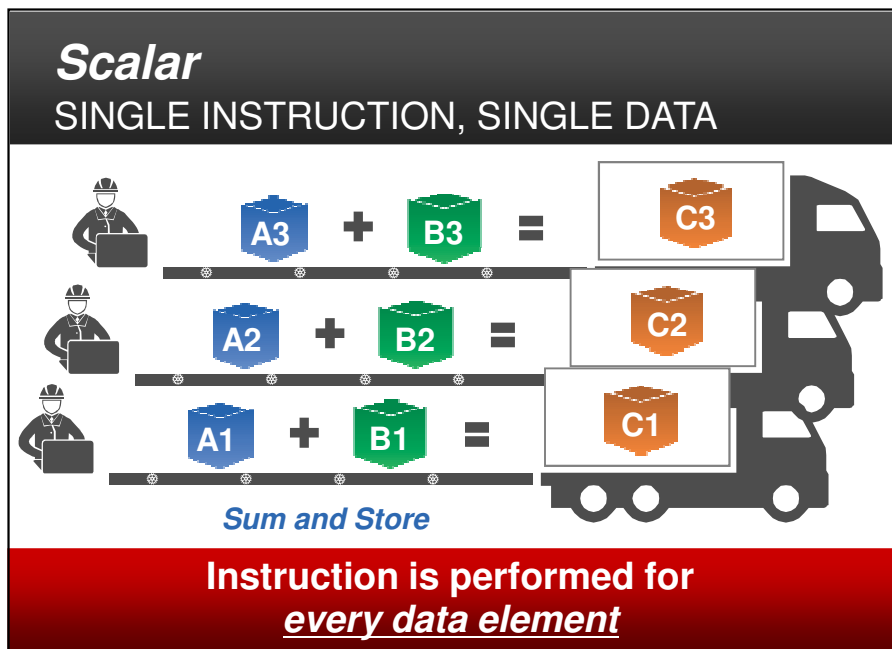 Scalar
SINGLE INSTRUCTION, SINGLE DATA
A3 + B3 = C3
A2 + B2 = C2
A1 + B1 = C1
Sum and Store
Instruction is performed for
every data element